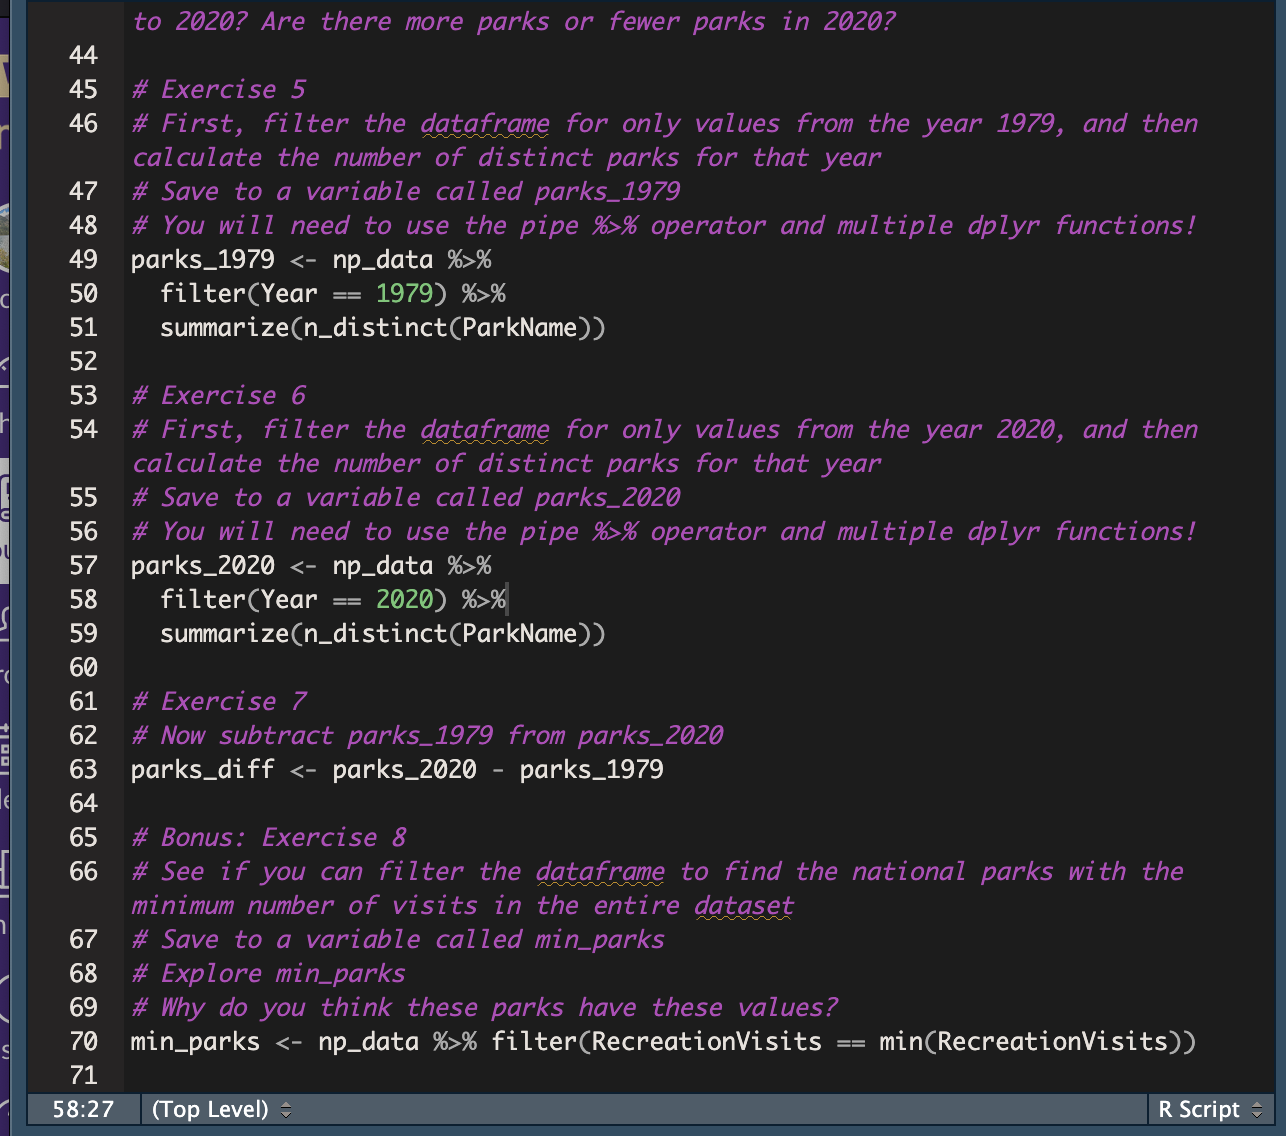 to 2020? Are there more parks or fewer parks in 2020?
44
45 # Exercise 5
46 # First, filter the dataframe for only values from the year 1979, and then
calculate the number of distinct parks for that year
47 # Save to a variable called parks_1979
48 # You will need to use the pipe %>% operator and multiple dplyr functions!
49 parks_1979 <- np_data %>%
50   filter(Year == 1979) %>%
51   summarize(n_distinct(ParkName))
52
53 # Exercise 6
54 # First, filter the dataframe for only values from the year 2020, and then
calculate the number of distinct parks for that year
55 # Save to a variable called parks_2020
56 # You will need to use the pipe %>% operator and multiple dplyr functions!
57 parks_2020 <- np_data %>%
58   filter(Year == 2020) %>%
59   summarize(n_distinct(ParkName))
60
61 # Exercise 7
62 # Now subtract parks_1979 from parks_2020
63 parks_diff <- parks_2020 - parks_1979
64
65 # Bonus: Exercise 8
66 # See if you can filter the dataframe to find the national parks with the
minimum number of visits in the entire dataset
67 # Save to a variable called min_parks
68 # Explore min_parks
69 # Why do you think these parks have these values?
70 min_parks <- np_data %>% filter(RecreationVisits == min(RecreationVisits))
71
58:27 (Top Level) R Script